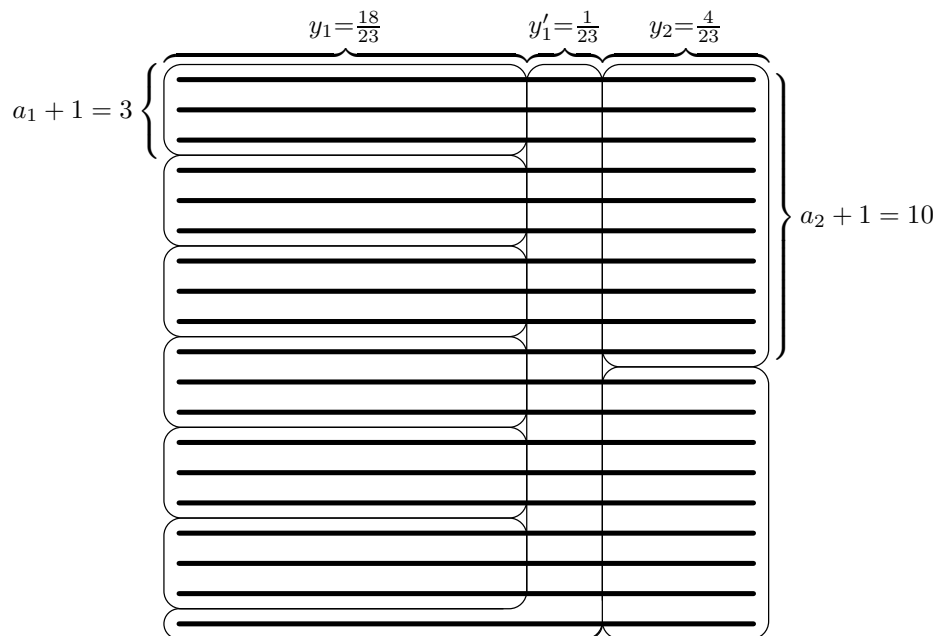 y₁=18/23 y′₁=1/23 y₂=4/23
a₁ + 1 = 3
a₂ + 1 = 10